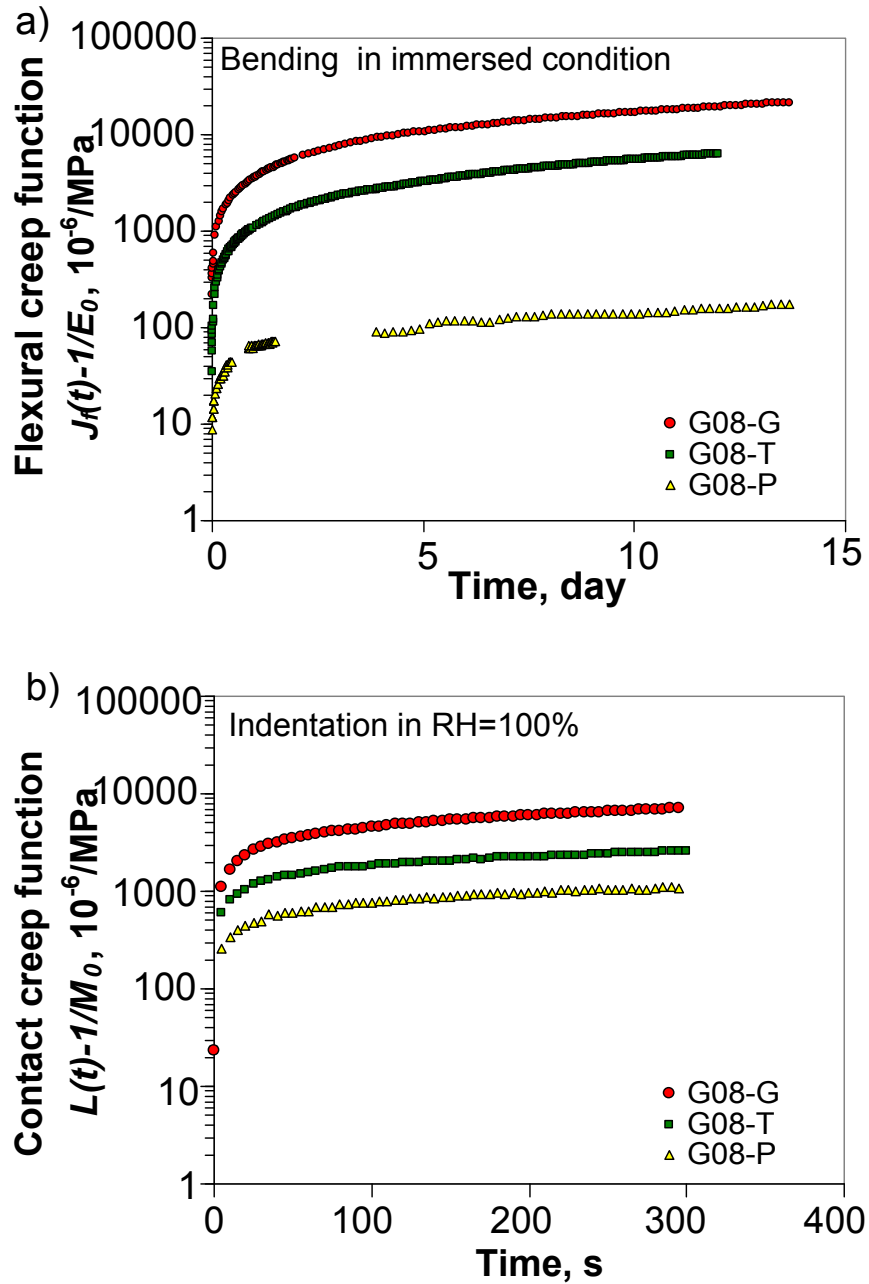 a)
Flexural creep function
Jfl(t)-1/E0, 10-6/MPa
100000
10000
1000
100
10
1
Bending in immersed condition
G08-G
G08-T
G08-P
0 5 10 15
Time, day
b)
Contact creep function
L(t)-1/M0, 10-6/MPa
100000
10000
1000
100
10
1
Indentation in RH=100%
G08-G
G08-T
G08-P
0 100 200 300 400
Time, s